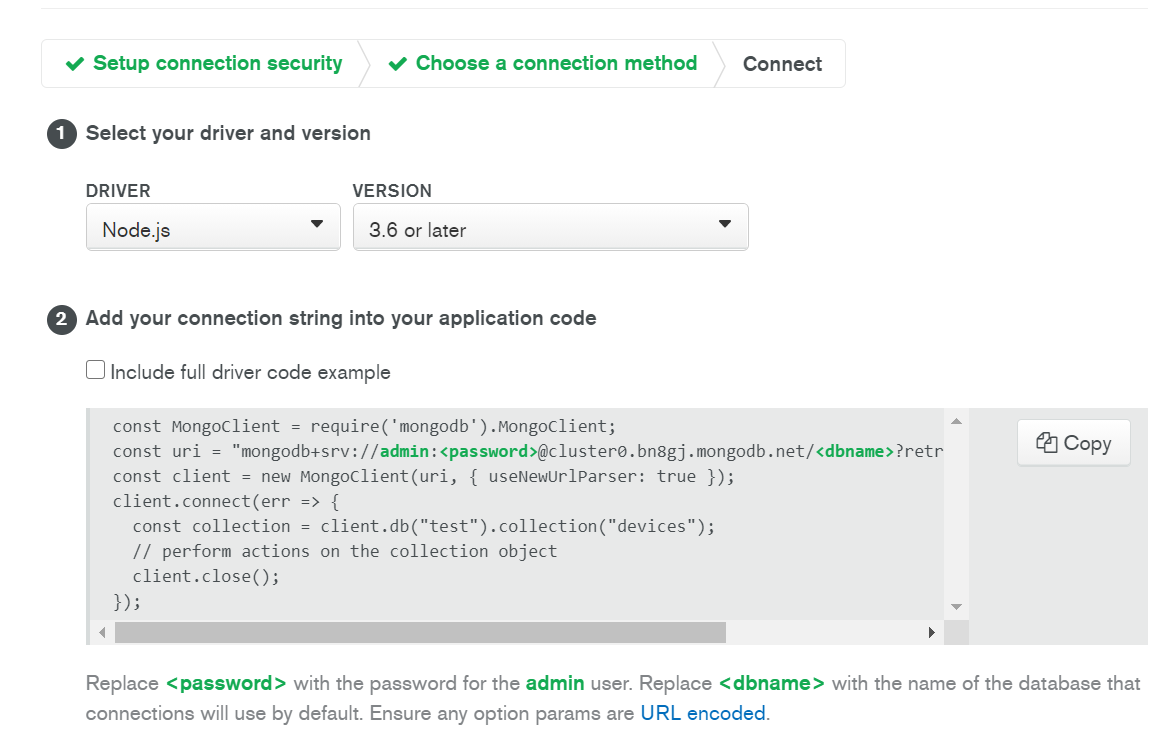 Setup connection security
Choose a connection method
Connect
1 Select your driver and version
DRIVER
VERSION
Node.js
3.6 or later
2 Add your connection string into your application code
Include full driver code example
const MongoClient = require('mongodb').MongoClient;
const uri = "mongodb+srv://admin:<password>@cluster0.bn8gj.mongodb.net/<dbname>?retr
const client = new MongoClient(uri, { useNewUrlParser: true });
client.connect(err => {
  const collection = client.db("test").collection("devices");
  // perform actions on the collection object
  client.close();
});
Copy
Replace <password> with the password for the admin user. Replace <dbname> with the name of the database that
connections will use by default. Ensure any option params are URL encoded.